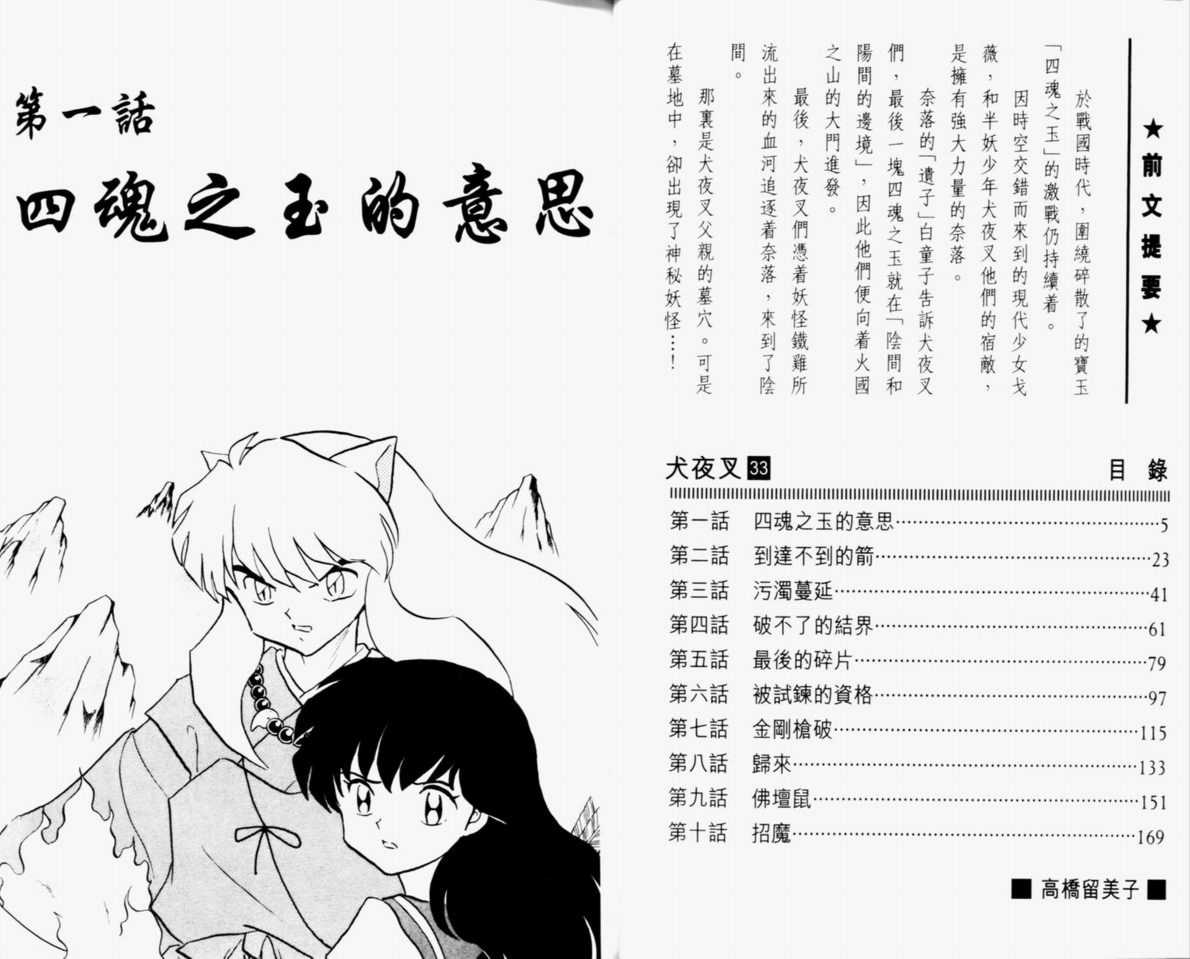 ★前文提要★
於戰國時代，圍繞碎散了的寶玉
「四魂之玉」的激戰仍持續着。
因時空交錯而來到的現代少女戈
薇，和半妖少年犬夜叉他們的宿敵，
是擁有強大力量的奈落。
奈落的「遺子」白童子告訴犬夜叉
們，最後一塊四魂之玉就在「陰間和
陽間的邊境」，因此他們便向着火國
之山的大門進發。
最後，犬夜叉們憑着妖怪鐵雞所
流出來的血河追逐着奈落，來到了陰
間。
那裏是犬夜叉父親的墓穴。可是
在墓地中，卻出現了神秘妖怪…！
犬夜叉 33 目 錄
第一話 四魂之玉的意思…………5
第二話 到達不到的箭…………23
第三話 污濁蔓延…………41
第四話 破不了的結界…………61
第五話 最後的碎片…………79
第六話 被試鍊的資格…………97
第七話 金剛槍破…………115
第八話 歸來…………133
第九話 佛壇鼠…………151
第十話 招魔…………169
■ 高橋留美子 ■
第一話
四魂之玉的意思